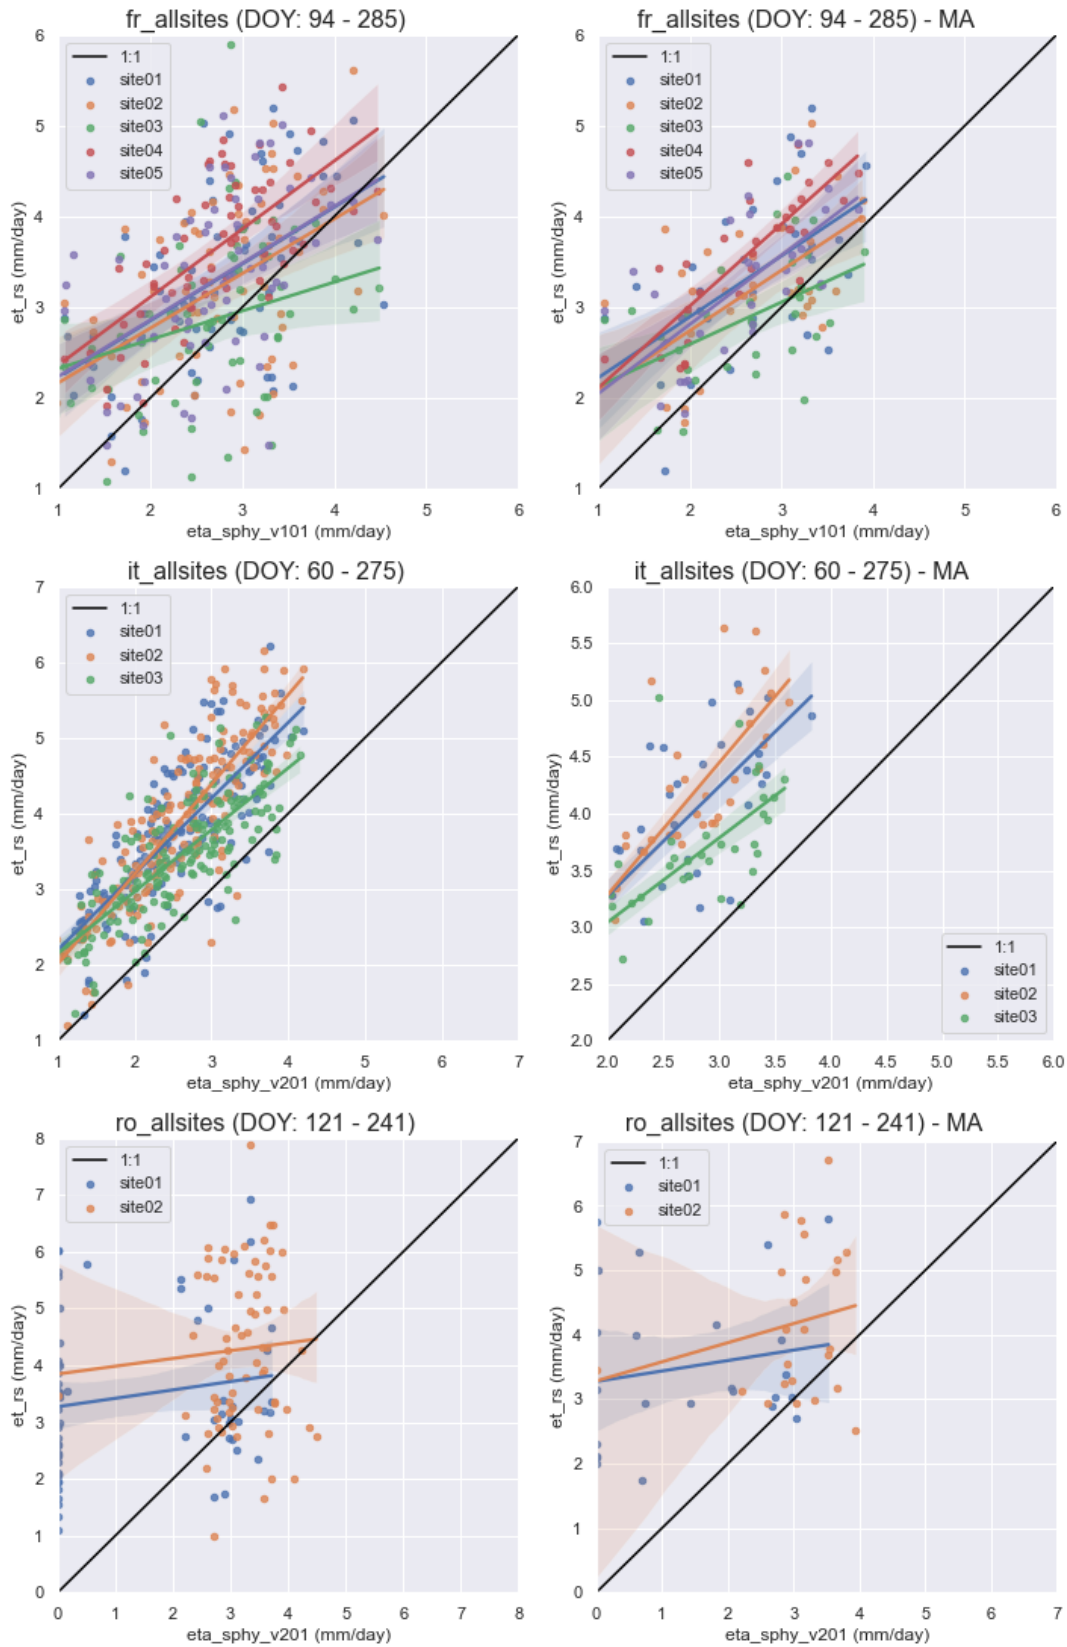 fr_allsites (DOY: 94 - 285)
6
5
4
3
2
1
et_rs (mm/day)
1:1
site01
site02
site03
site04
site05
1 2 3 4 5 6
eta_sphy_v101 (mm/day)
fr_allsites (DOY: 94 - 285) - MA
6
5
4
3
2
1
et_rs (mm/day)
1:1
site01
site02
site03
site04
site05
1 2 3 4 5 6
eta_sphy_v101 (mm/day)
it_allsites (DOY: 60 - 275)
7
6
5
4
3
2
1
et_rs (mm/day)
1:1
site01
site02
site03
1 2 3 4 5 6 7
eta_sphy_v201 (mm/day)
it_allsites (DOY: 60 - 275) - MA
6.0
5.5
5.0
4.5
4.0
3.5
3.0
2.5
2.0
et_rs (mm/day)
1:1
site01
site02
site03
2.0 2.5 3.0 3.5 4.0 4.5 5.0 5.5 6.0
eta_sphy_v201 (mm/day)
ro_allsites (DOY: 121 - 241)
8
7
6
5
4
3
2
1
0
et_rs (mm/day)
1:1
site01
site02
0 1 2 3 4 5 6 7 8
eta_sphy_v201 (mm/day)
ro_allsites (DOY: 121 - 241) - MA
7
6
5
4
3
2
1
0
et_rs (mm/day)
1:1
site01
site02
0 1 2 3 4 5 6 7
eta_sphy_v201 (mm/day)